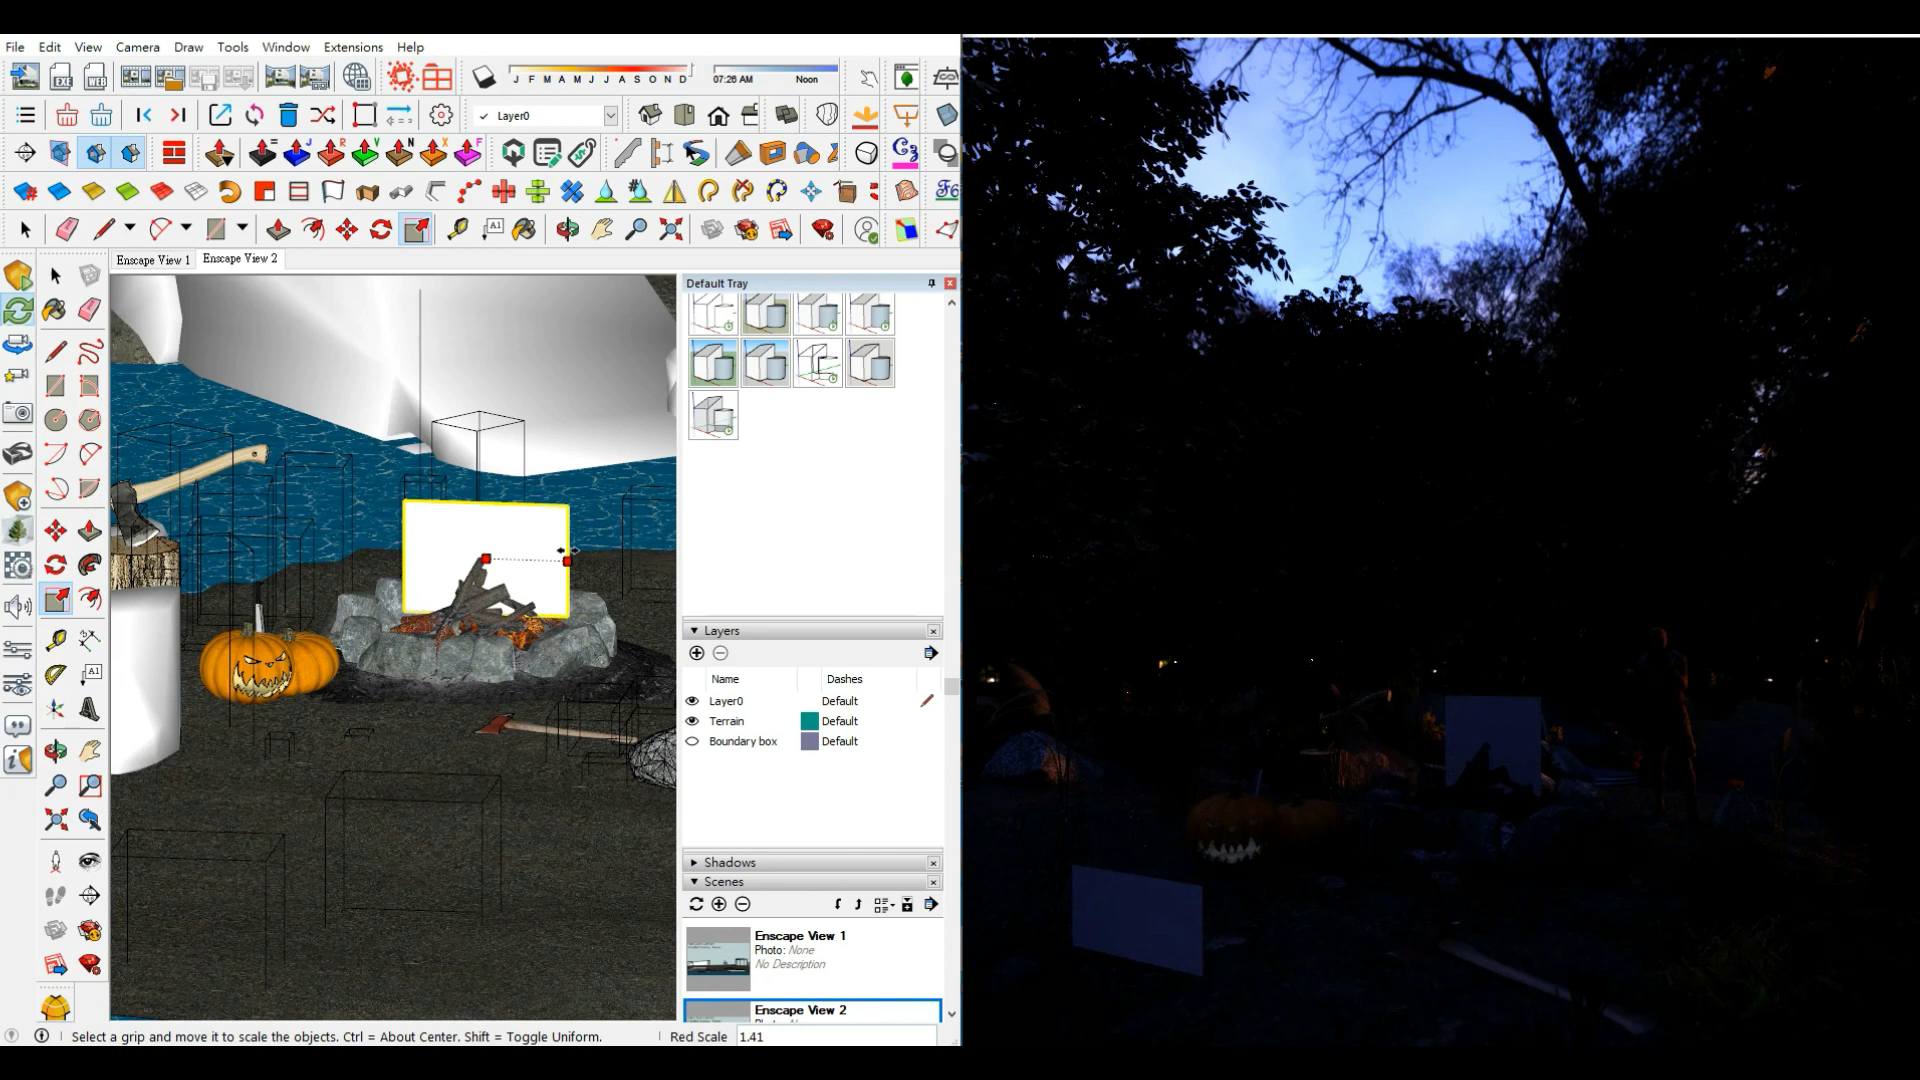 File Edit View Camera Draw Tools Window Extensions Help
J F M A M J J A S O N D 07:26 AM Noon
Layer0
Enscape View 1 Enscape View 2
Default Tray
Layers
Name Dashes
Layer0 Default
Terrain Default
Boundary box Default
Shadows
Scenes
Enscape View 1
Photo: None
No Description
Enscape View 2
Select a grip and move it to scale the objects. Ctrl = About Center. Shift = Toggle Uniform. Red Scale 1.41